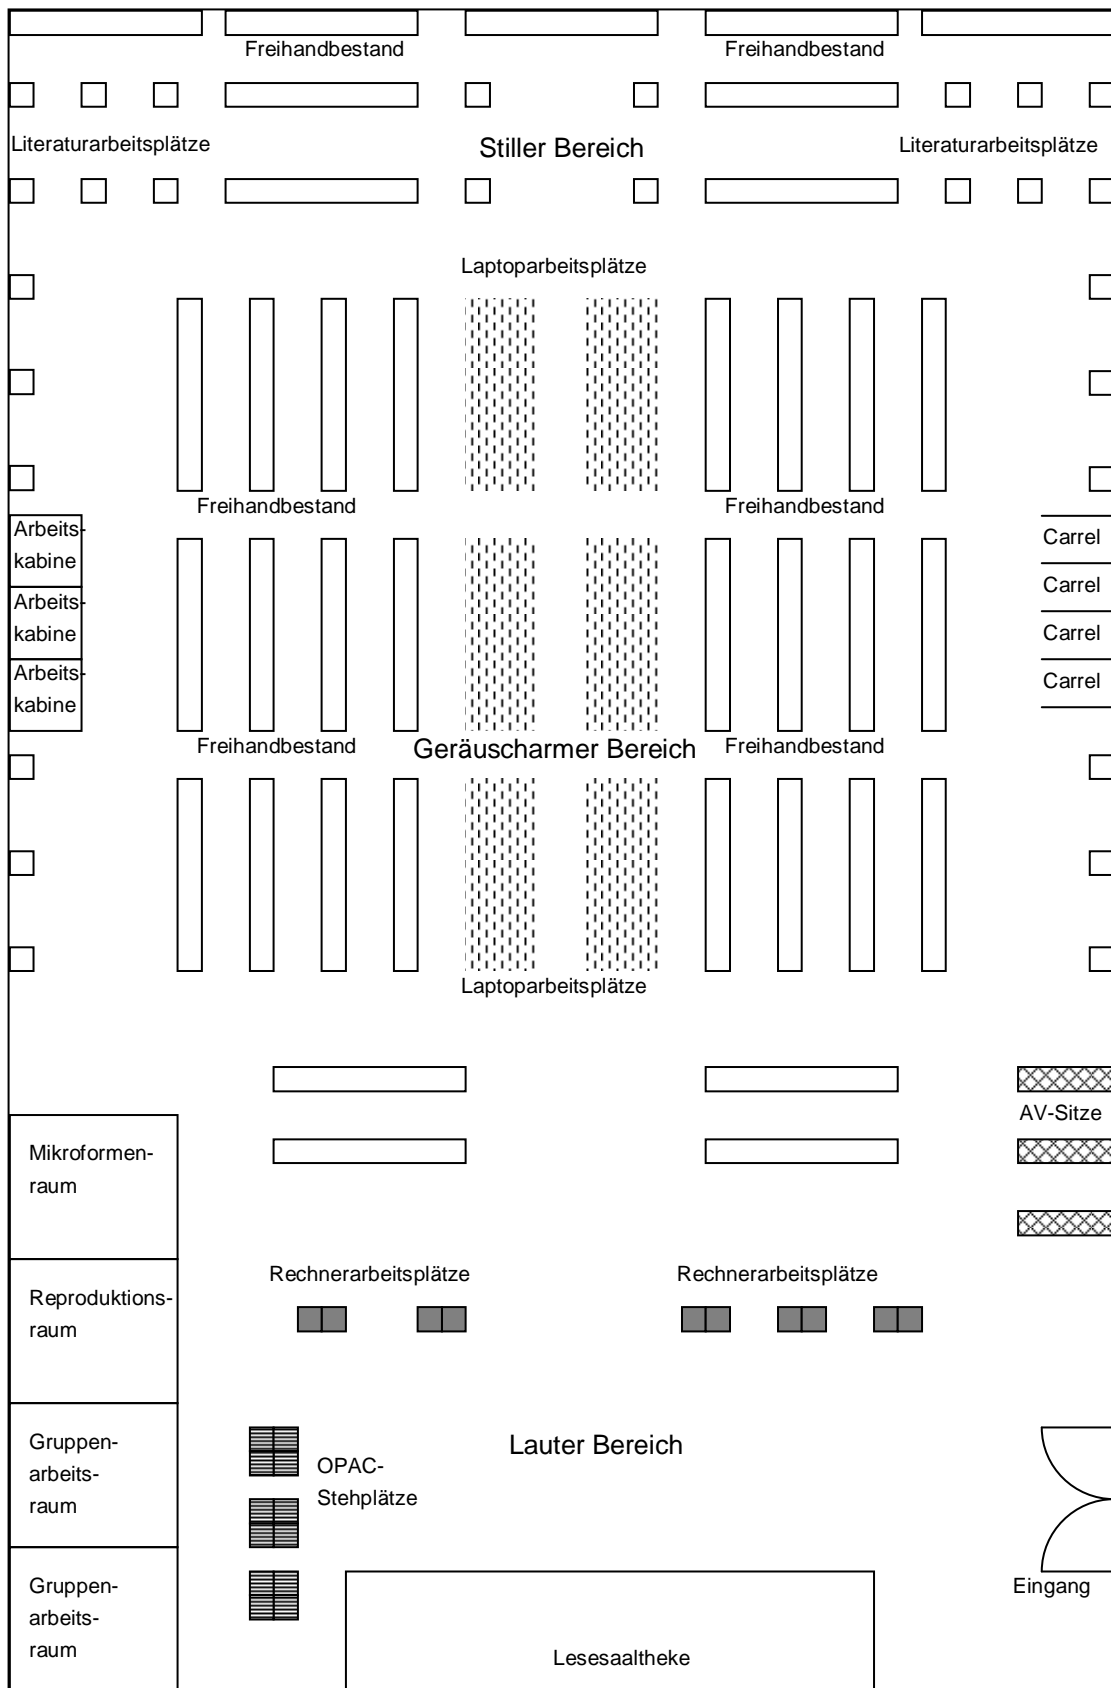 Freihandbestand
Freihandbestand
Literaturarbeitsplätze
Stiller Bereich
Literaturarbeitsplätze
Laptoparbeitsplätze
Freihandbestand
Freihandbestand
Arbeits-
kabine
Arbeits-
kabine
Arbeits-
kabine
Carrel
Carrel
Carrel
Carrel
Freihandbestand
Geräuscharmer Bereich
Freihandbestand
Laptoparbeitsplätze
AV-Sitze
Mikroformen-
raum
Rechnerarbeitsplätze
Rechnerarbeitsplätze
Reproduktions-
raum
Gruppen-
arbeits-
raum
OPAC-
Stehplätze
Lauter Bereich
Gruppen-
arbeits-
raum
Eingang
Lesesaaltheke